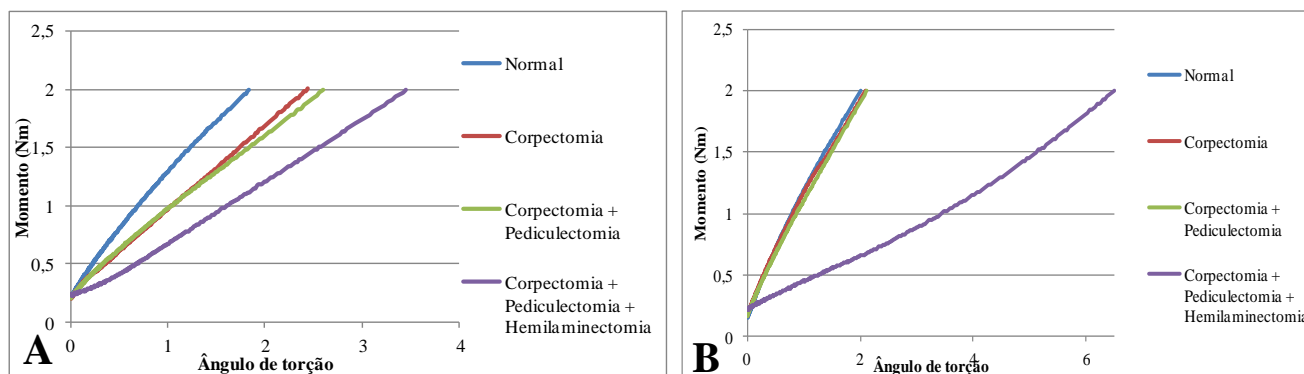 2,5
2
1,5
1
0,5
0
Momento (Nm)
0
1
2
3
4
Ângulo de torção
A
Normal
Corpectomia
Corpectomia +
Pediculectomia
Corpectomia +
Pediculectomia +
Hemilaminectomia
2,5
2
1,5
1
0,5
0
Momento (Nm)
0
2
4
6
Ângulo de torção
B
Normal
Corpectomia
Corpectomia +
Pediculectomia
Corpectomia +
Pediculectomia +
Hemilaminectomia